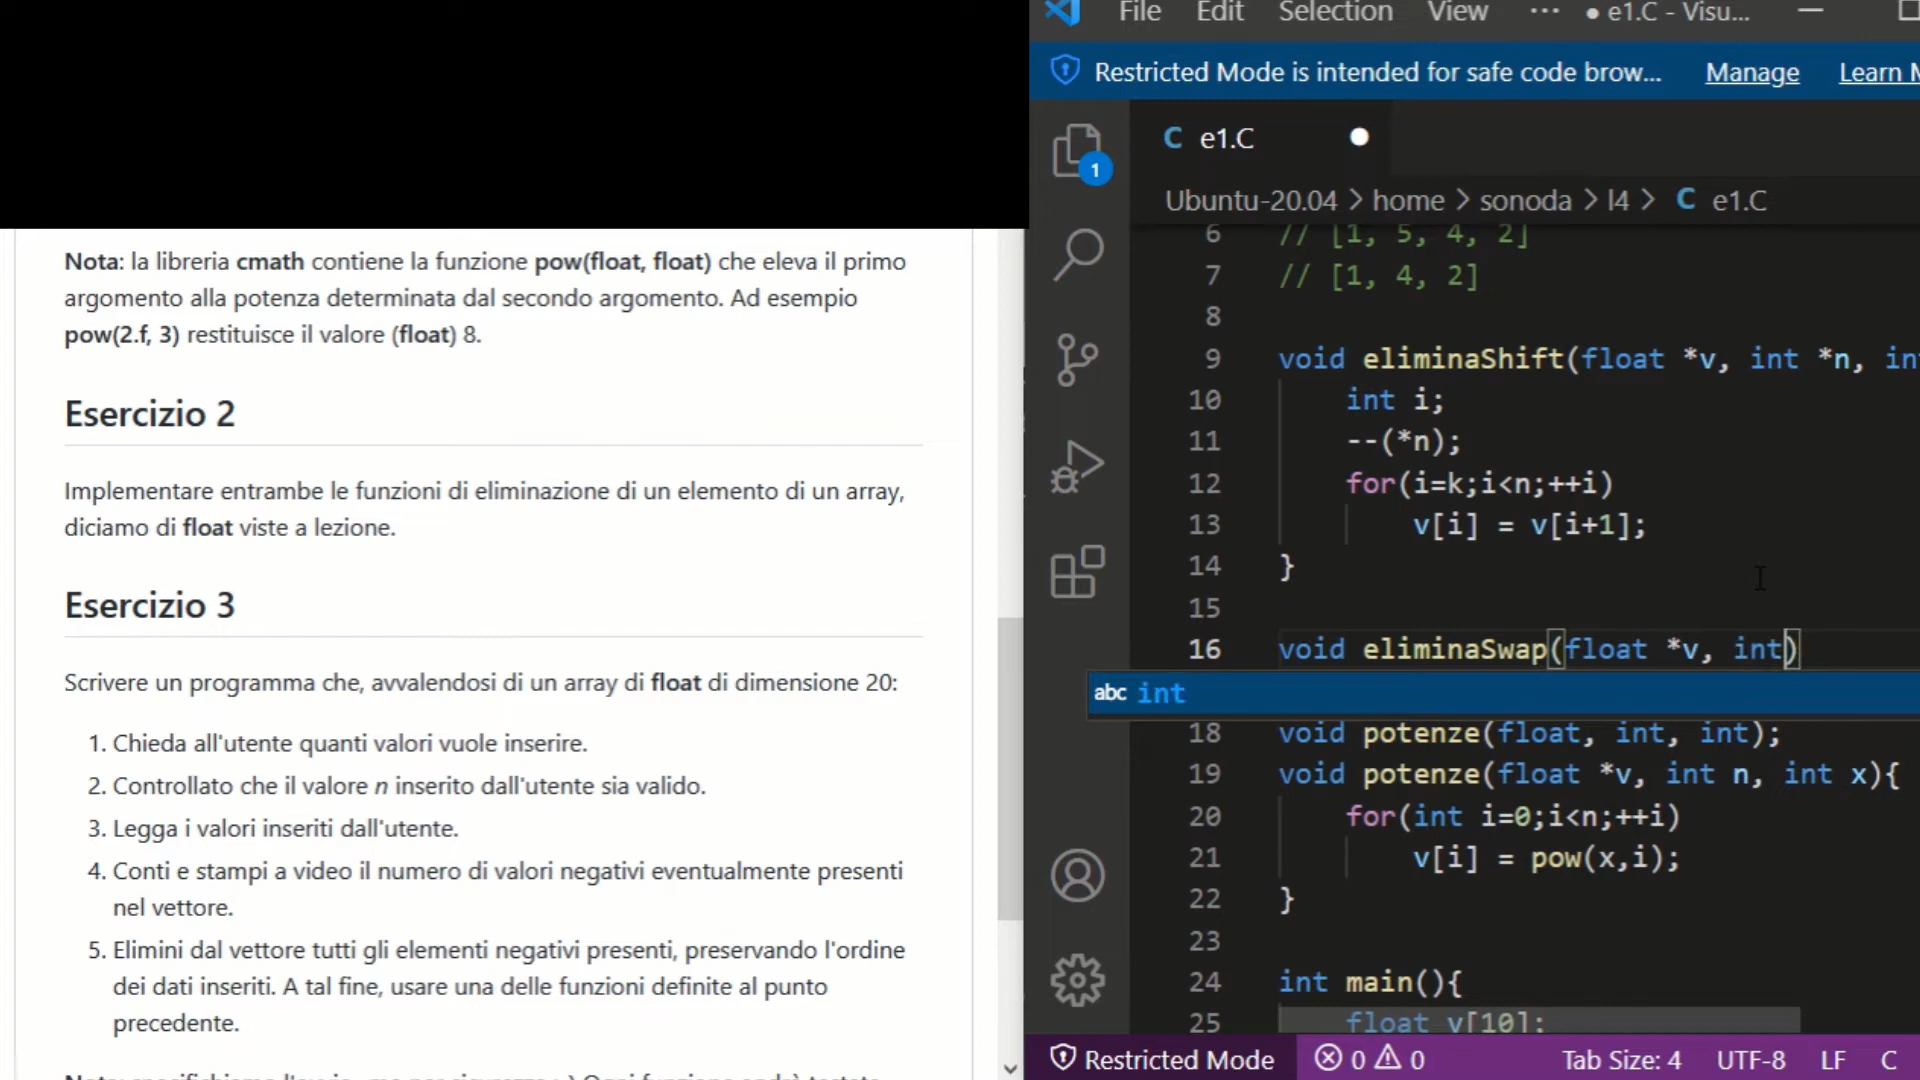 Nota: la libreria cmath contiene la funzione pow(float, float) che eleva il primo
argomento alla potenza determinata dal secondo argomento. Ad esempio
pow(2.f, 3) restituisce il valore (float) 8.
Esercizio 2
Implementare entrambe le funzioni di eliminazione di un elemento di un array,
diciamo di float viste a lezione.
Esercizio 3
Scrivere un programma che, avvalendosi di un array di float di dimensione 20:
1. Chieda all'utente quanti valori vuole inserire.
2. Controllato che il valore n inserito dall'utente sia valido.
3. Legga i valori inseriti dall'utente.
4. Conti e stampi a video il numero di valori negativi eventualmente presenti
nel vettore.
5. Elimini dal vettore tutti gli elementi negativi presenti, preservando l'ordine
dei dati inseriti. A tal fine, usare una delle funzioni definite al punto
precedente.
File Edit Selection View ··· ● e1.C - Visu...
Restricted Mode is intended for safe code brow... Manage Learn
1
C e1.C
Ubuntu-20.04 > home > sonoda > l4 > C e1.C
6 // [1, 5, 4, 2]
7 // [1, 4, 2]
8
9 void eliminaShift(float *v, int *n, in
10 int i;
11 --(*n);
12 for(i=k;i<n;++i)
13 v[i] = v[i+1];
14 }
15
16 void eliminaSwap(float *v, int)
abc int
18 void potenze(float, int, int);
19 void potenze(float *v, int n, int x){
20 for(int i=0;i<n;++i)
21 v[i] = pow(x,i);
22 }
23
24 int main(){
25 float v[10];
Restricted Mode 0 0 Tab Size: 4 UTF-8 LF C